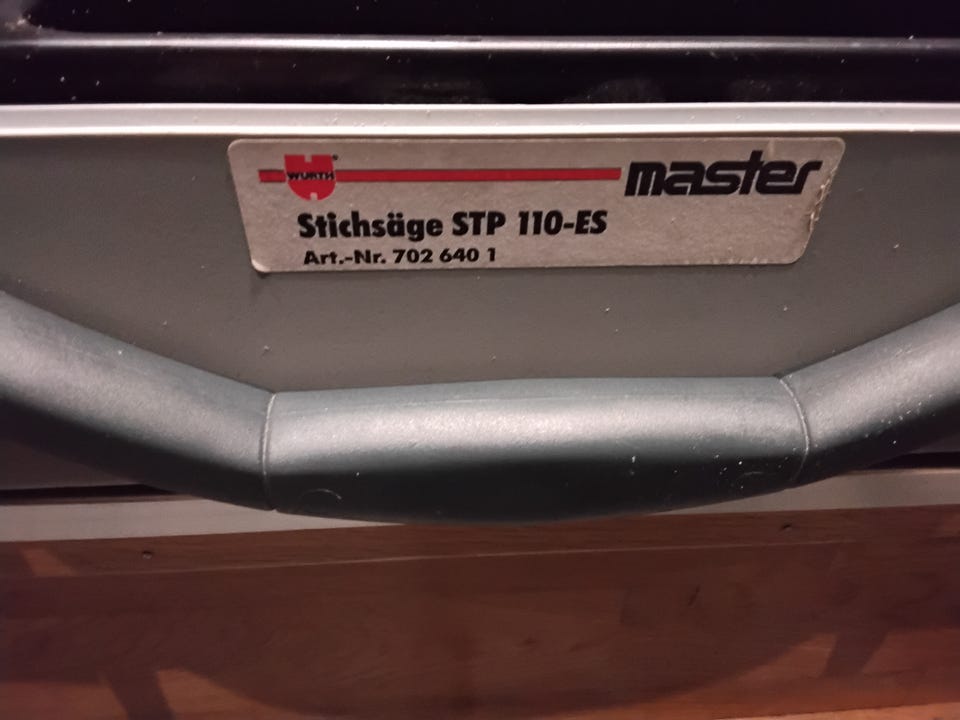 WÜRTH
master
Stichsäge STP 110-ES
Art.-Nr. 702 640 1